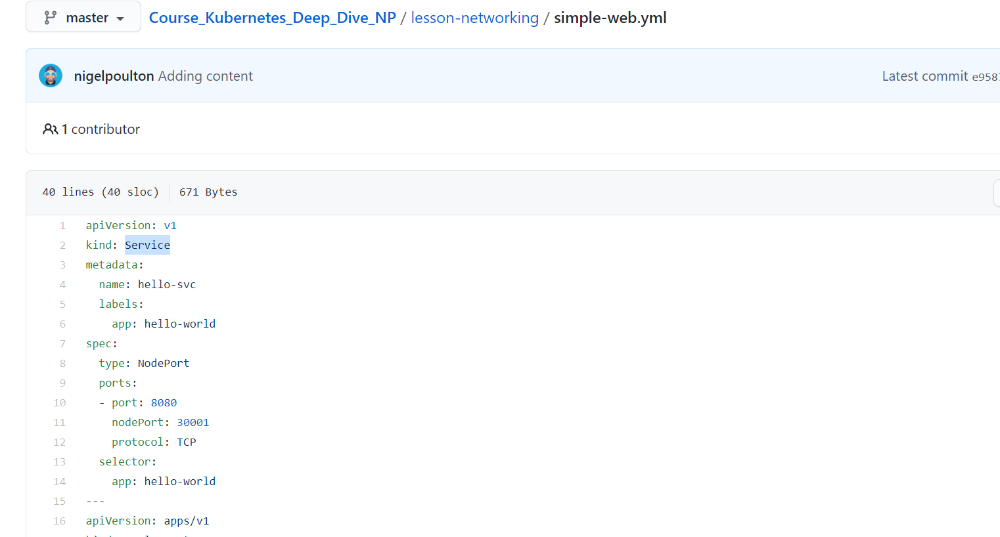 master Course_Kubernetes_Deep_Dive_NP / lesson-networking / simple-web.yml
nigelpoulton Adding content Latest commit e9587
1 contributor
40 lines (40 sloc) 671 Bytes
1 apiVersion: v1
2 kind: Service
3 metadata:
4   name: hello-svc
5   labels:
6     app: hello-world
7 spec:
8   type: NodePort
9   ports:
10   - port: 8080
11     nodePort: 30001
12     protocol: TCP
13   selector:
14     app: hello-world
15 ---
16 apiVersion: apps/v1